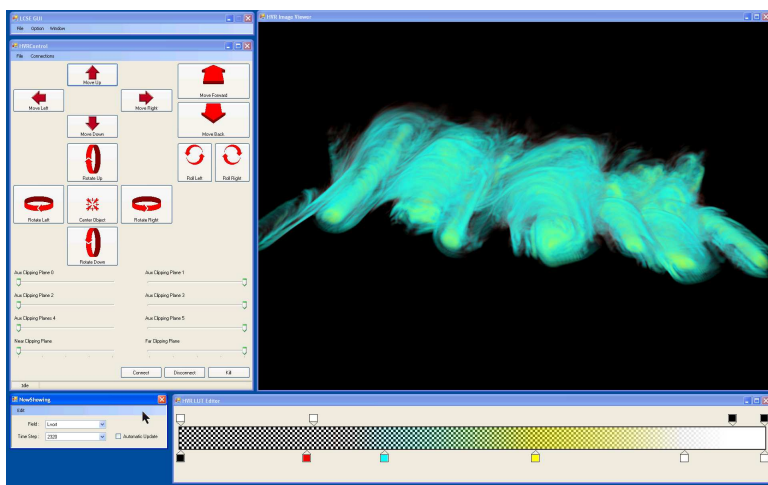 LCSE GUI
File Option Window
HVRControl
File Connections
Move Up
Move Forward
Move Left
Move Right
Move Down
Move Back
Rotate Up
Roll Left
Roll Right
Rotate Left
Center Object
Rotate Right
Rotate Down
Aux Clipping Plane 0
Aux Clipping Plane 1
Aux Clipping Plane 2
Aux Clipping Plane 3
Aux Clipping Planes 4
Aux Clipping Plane 5
Near Clipping Plane
Far Clipping Plane
Connect
Disconnect
Kill
Idle
HVR Image Viewer
NowShowing
Edit
Field :
Time Step : 2320
Automatic Update
HVR LUT Editor